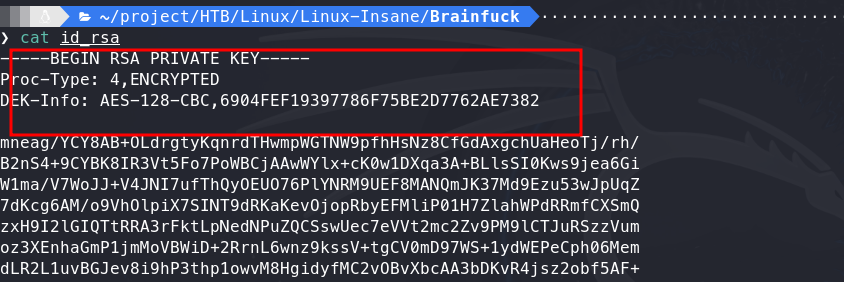 ~/project/HTB/Linux/Linux-Insane/Brainfuck
❯ cat id_rsa
-----BEGIN RSA PRIVATE KEY-----
Proc-Type: 4,ENCRYPTED
DEK-Info: AES-128-CBC,6904FEF19397786F75BE2D7762AE7382

mneag/YCY8AB+OLdrgtyKqnrdTHwmpWGTNW9pfhHsNz8CfGdAxgchUaHeoTj/rh/
B2nS4+9CYBK8IR3Vt5Fo7PoWBCjAAwWYlx+cK0w1DXqa3A+BLlsSI0Kws9jea6Gi
W1ma/V7WoJJ+V4JNI7ufThQyOEUO76PlYNRM9UEF8MANQmJK37Md9Ezu53wJpUqZ
7dKcg6AM/o9VhOlpiX7SINT9dRKaKevOjopRbyEFMliP01H7ZlahWPdRRmfCXSmQ
zxH9I2lGIQTtRRA3rFktLpNedNPuZQCSswUec7eVVt2mc2Zv9PM9lCTJuRSzzVum
oz3XEnhaGmP1jmMoVBWiD+2RrnL6wnz9kssV+tgCV0mD97WS+1ydWEPeCph06Mem
dLR2L1uvBGJev8i9hP3thp1owvM8HgidyfMC2vOBvXbcAA3bDKvR4jsz2obf5AF+